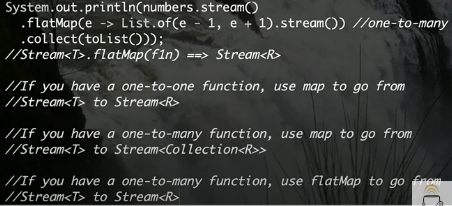 System.out.println(numbers.stream()
.flatMap(e -> List.of(e - 1, e + 1).stream()) //one-to-many
.collect(toList()));
//Stream<T>.flatMap(f1n) ==> Stream<R>
//If you have a one-to-one function, use map to go from
//Stream<T> to Stream<R>
//If you have a one-to-many function, use map to go from
//Stream<T> to Stream<Collection<R>>
//If you have a one-to-many function, use flatMap to go from
//Stream<T> to Stream<R>